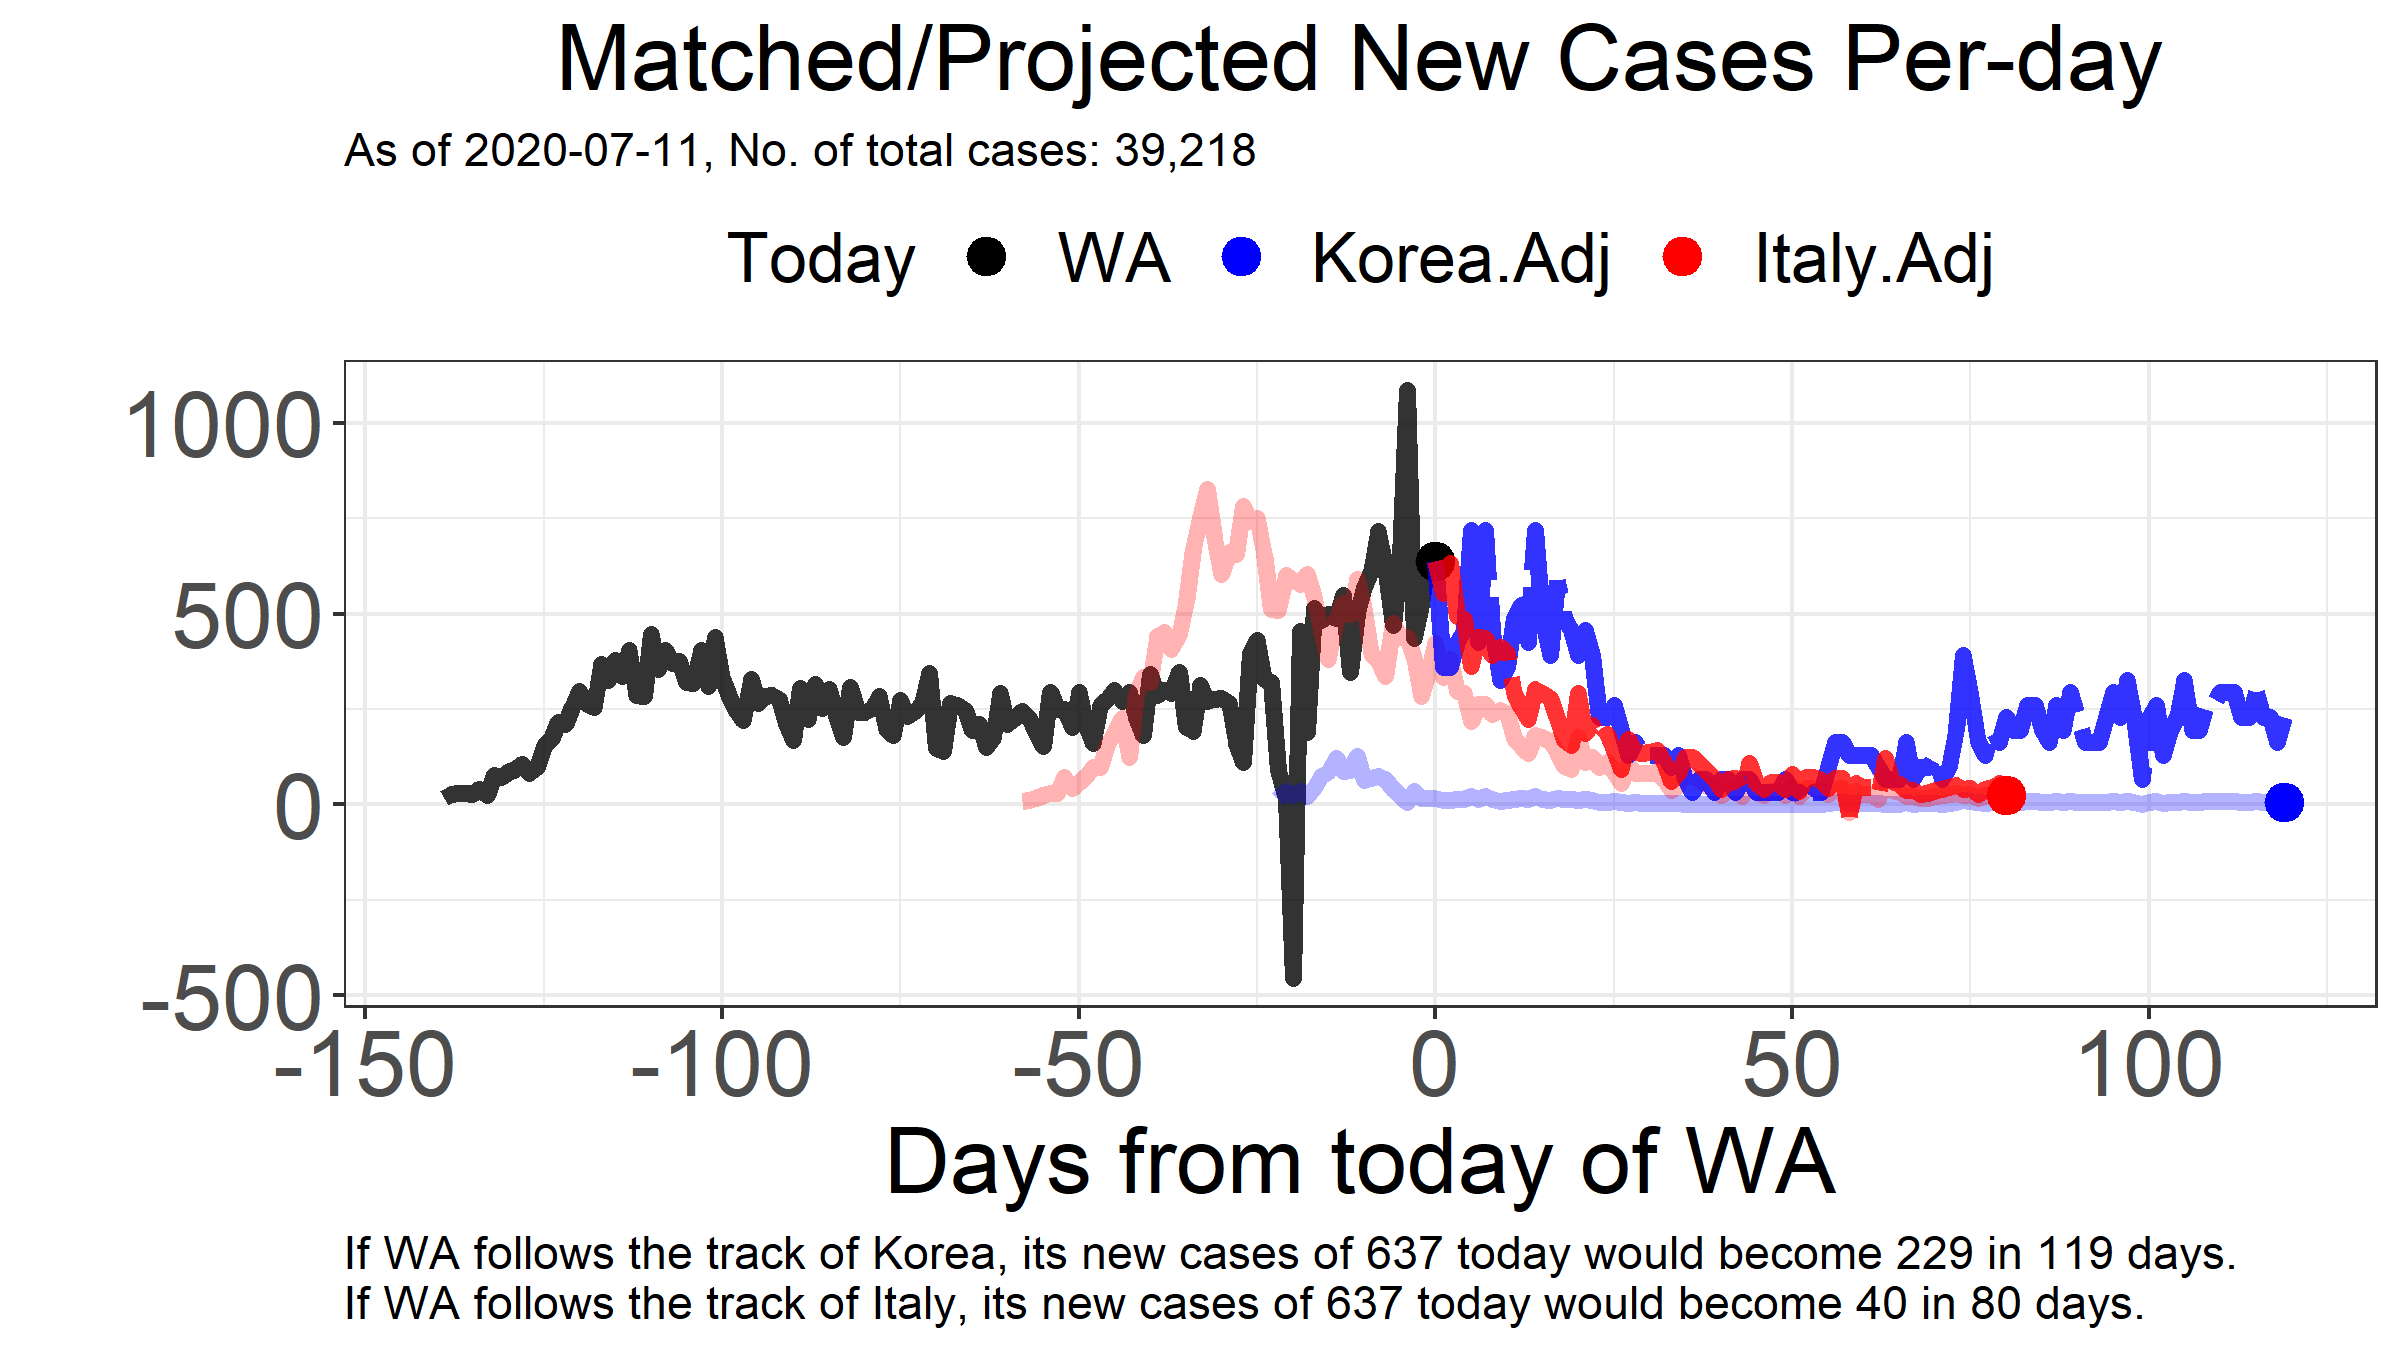 Matched/Projected New Cases Per-day
As of 2020-07-11, No. of total cases: 39,218
Today WA Korea.Adj Italy.Adj
1000
500
0
-500
-150 -100 -50 0 50 100
Days from today of WA
If WA follows the track of Korea, its new cases of 637 today would become 229 in 119 days.
If WA follows the track of Italy, its new cases of 637 today would become 40 in 80 days.